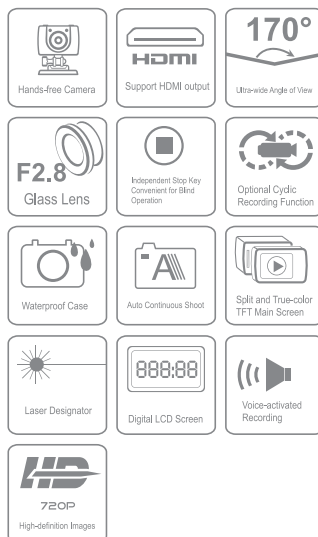 Hands-free Camera
HDMI
Support HDMI output
170°
Ultra-wide Angle of View
F2.8
Glass Lens
Independent Stop Key
Convenient for Blind
Operation
Optional Cyclic
Recording Function
Waterproof Case
A
Auto Continuous Shoot
Split and True-color
TFT Main Screen
Laser Designator
888:88
Digital LCD Screen
Voice-activated
Recording
HD
720P
High-definition Images